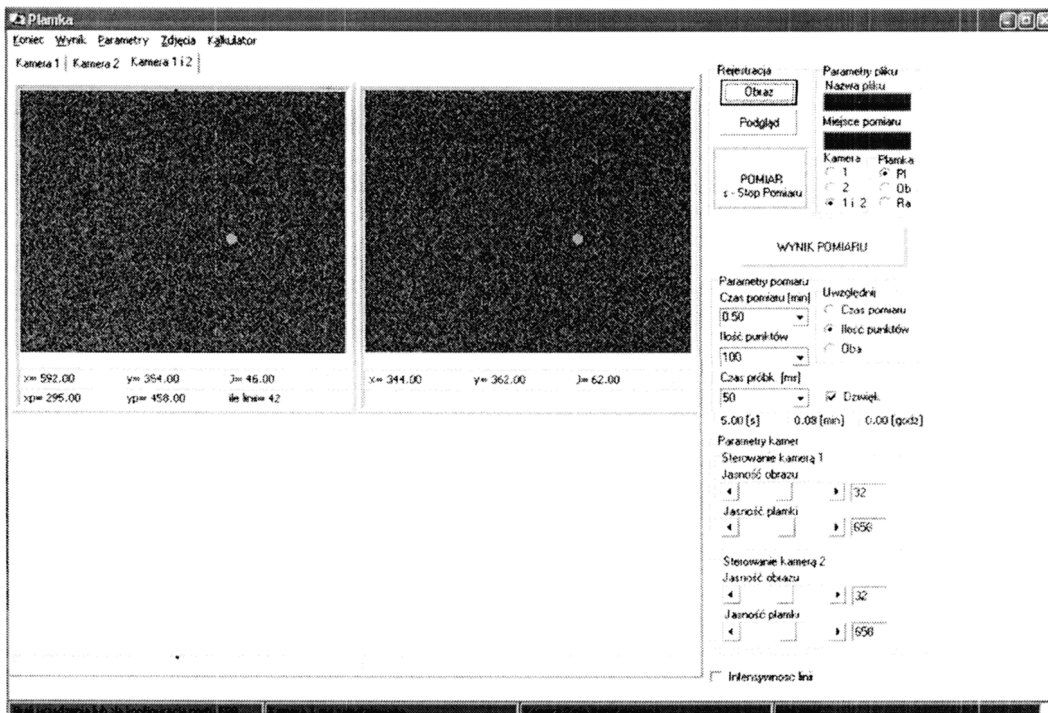 Plamka
Koniec Wynik Parametry Zdjęcia Kalkulator
Kamera 1 Kamera 2 Kamera 1 i 2
x= 592.00 y= 354.00 J= 46.00
xp= 295.00 yp= 458.00 ile linii= 42
x= 344.00 y= 362.00 J= 62.00
Rejestracja
Obraz
Podgląd
POMIAR
s - Stop Pomiaru
Parametry pliku
Nazwa pliku
Miejsce pomiaru
Kamera
1
2
1 i 2
Plamka
Pl
Ob
Ra
WYNIK POMIARU
Parametry pomiaru
Czas pomiaru [min]
0.50
Ilość punktów
100
Czas próbk. [ms]
50
Uwzględnij
Czas pomiaru
Ilość punktów
Oba
Dzwięk
5.00 [s] 0.08 [min] 0.00 [godz]
Parametry kamer
Sterowanie kamerą 1
Jasność obrazu
32
Jasność plamki
656
Sterowanie kamerą 2
Jasność obrazu
32
Jasność plamki
656
Intensywnosc linii